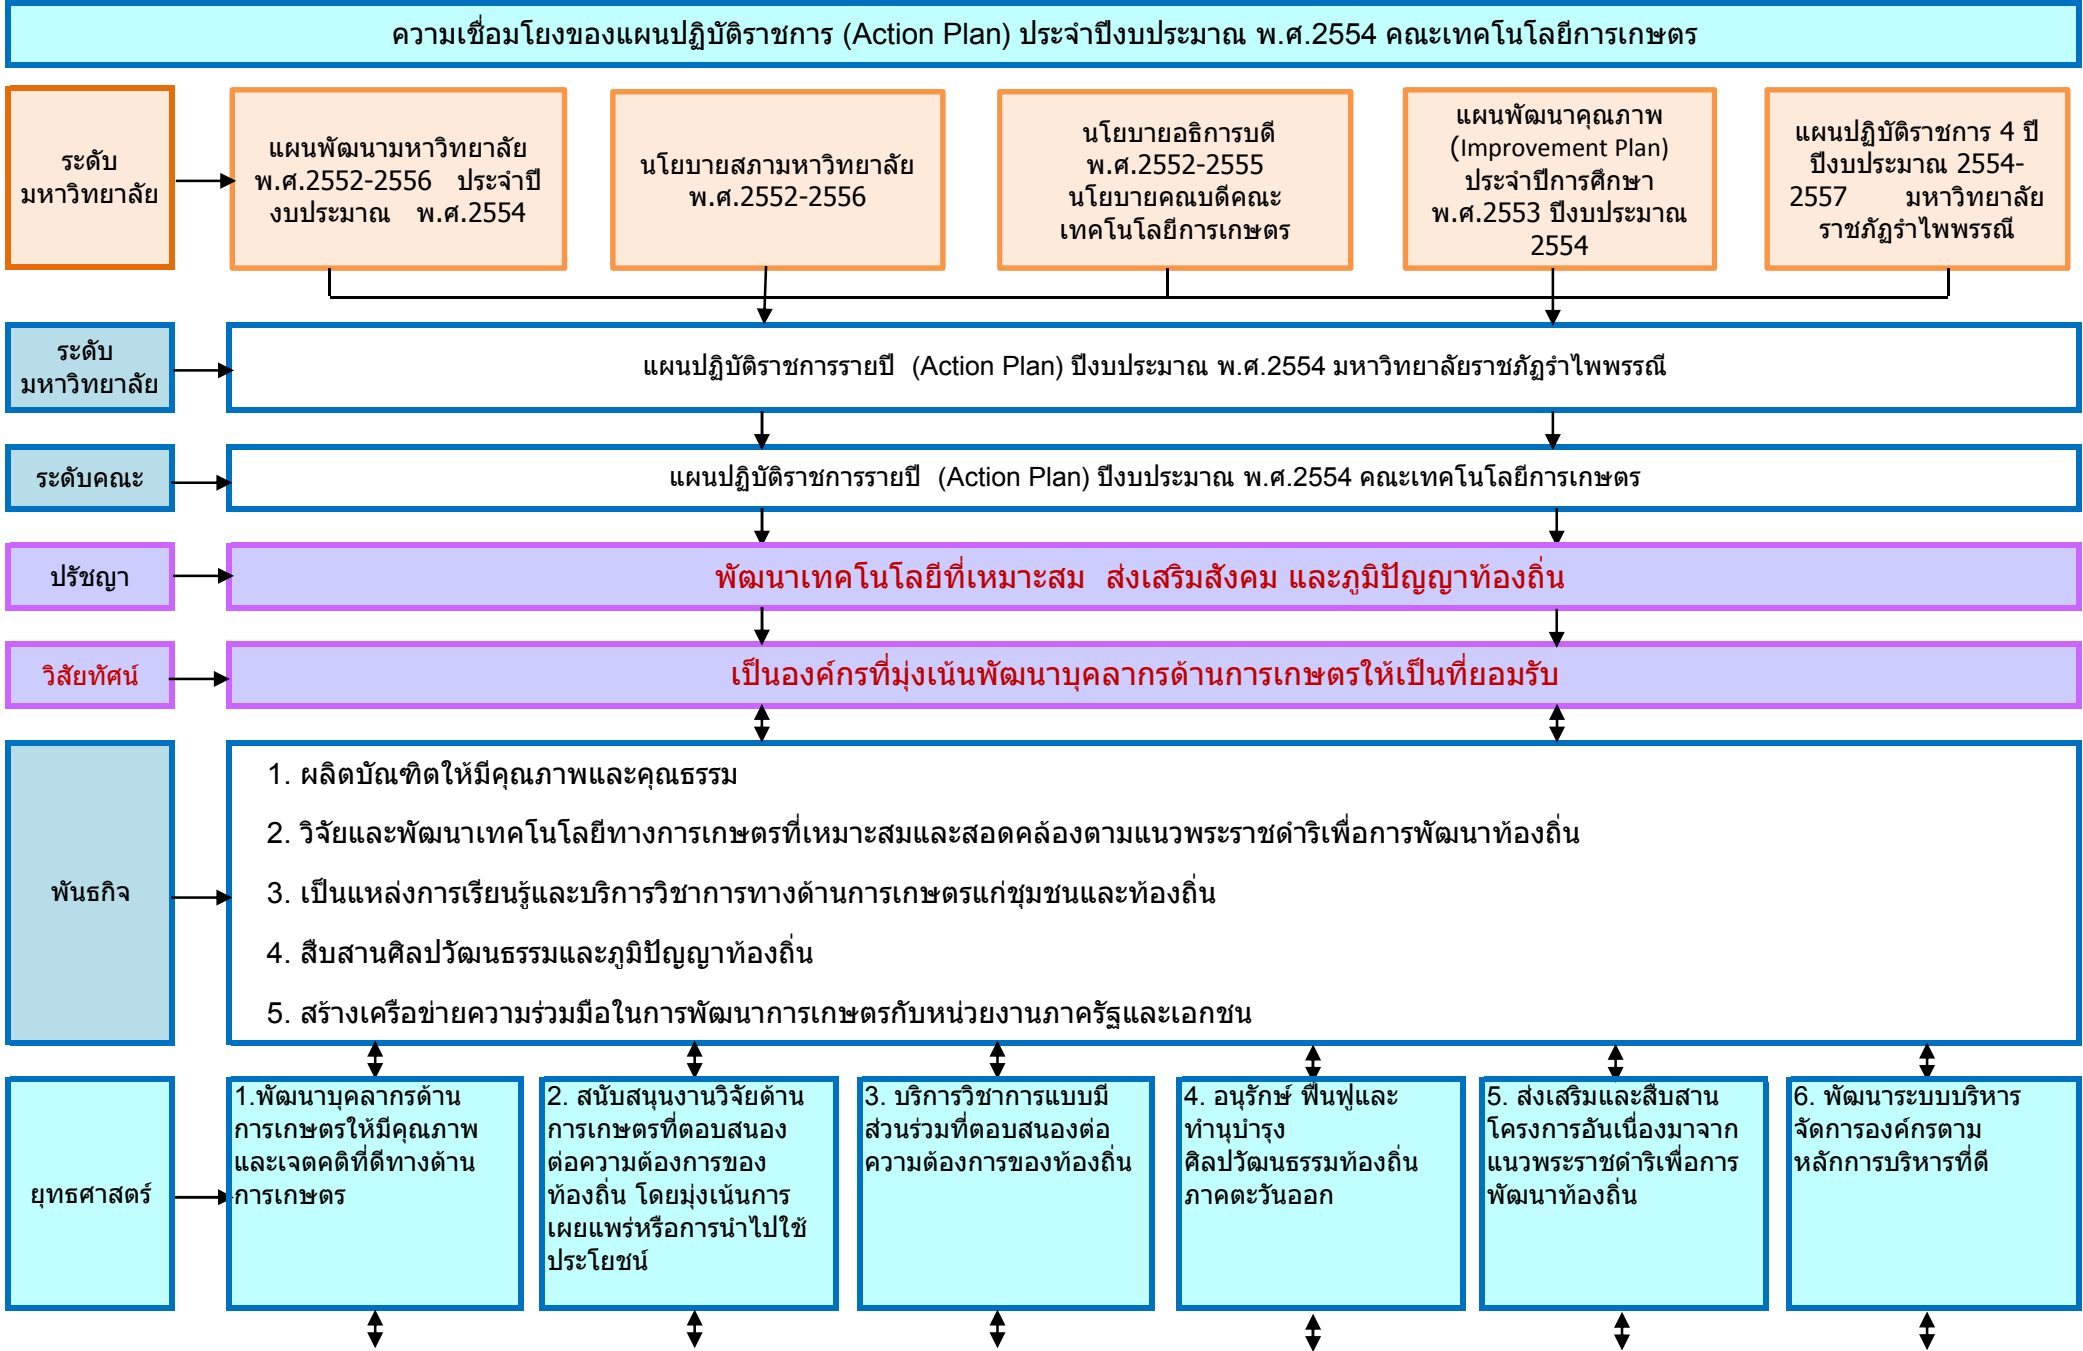 ความเชื่อมโยงของแผนปฏิบัติราชการ (Action Plan) ประจำปีงบประมาณ พ.ศ.2554 คณะเทคโนโลยีการเกษตร
ระดับ
มหาวิทยาลัย
แผนพัฒนามหาวิทยาลัย
พ.ศ.2552-2556 ประจำปี
งบประมาณ พ.ศ.2554
นโยบายสภามหาวิทยาลัย
พ.ศ.2552-2556
นโยบายอธิการบดี
พ.ศ.2552-2555
นโยบายคณบดีคณะ
เทคโนโลยีการเกษตร
แผนพัฒนาคุณภาพ
(Improvement Plan)
ประจำปีการศึกษา
พ.ศ.2553 ปีงบประมาณ
2554
แผนปฏิบัติราชการ 4 ปี
ปีงบประมาณ 2554-
2557 มหาวิทยาลัย
ราชภัฏรำไพพรรณี
ระดับ
มหาวิทยาลัย
แผนปฏิบัติราชการรายปี (Action Plan) ปีงบประมาณ พ.ศ.2554 มหาวิทยาลัยราชภัฏรำไพพรรณี
ระดับคณะ
แผนปฏิบัติราชการรายปี (Action Plan) ปีงบประมาณ พ.ศ.2554 คณะเทคโนโลยีการเกษตร
ปรัชญา
พัฒนาเทคโนโลยีที่เหมาะสม ส่งเสริมสังคม และภูมิปัญญาท้องถิ่น
วิสัยทัศน์
เป็นองค์กรที่มุ่งเน้นพัฒนาบุคลากรด้านการเกษตรให้เป็นที่ยอมรับ
พันธกิจ
1. ผลิตบัณฑิตให้มีคุณภาพและคุณธรรม
2. วิจัยและพัฒนาเทคโนโลยีทางการเกษตรที่เหมาะสมและสอดคล้องตามแนวพระราชดำริเพื่อการพัฒนาท้องถิ่น
3. เป็นแหล่งการเรียนรู้และบริการวิชาการทางด้านการเกษตรแก่ชุมชนและท้องถิ่น
4. สืบสานศิลปวัฒนธรรมและภูมิปัญญาท้องถิ่น
5. สร้างเครือข่ายความร่วมมือในการพัฒนาการเกษตรกับหน่วยงานภาครัฐและเอกชน
ยุทธศาสตร์
1.พัฒนาบุคลากรด้าน
การเกษตรให้มีคุณภาพ
และเจตคติที่ดีทางด้าน
การเกษตร
2. สนับสนุนงานวิจัยด้าน
การเกษตรที่ตอบสนอง
ต่อความต้องการของ
ท้องถิ่น โดยมุ่งเน้นการ
เผยแพร่หรือการนำไปใช้
ประโยชน์
3. บริการวิชาการแบบมี
ส่วนร่วมที่ตอบสนองต่อ
ความต้องการของท้องถิ่น
4. อนุรักษ์ ฟื้นฟูและ
ทำนุบำรุง
ศิลปวัฒนธรรมท้องถิ่น
ภาคตะวันออก
5. ส่งเสริมและสืบสาน
โครงการอันเนื่องมาจาก
แนวพระราชดำริเพื่อการ
พัฒนาท้องถิ่น
6. พัฒนาระบบบริหาร
จัดการองค์กรตาม
หลักการบริหารที่ดี